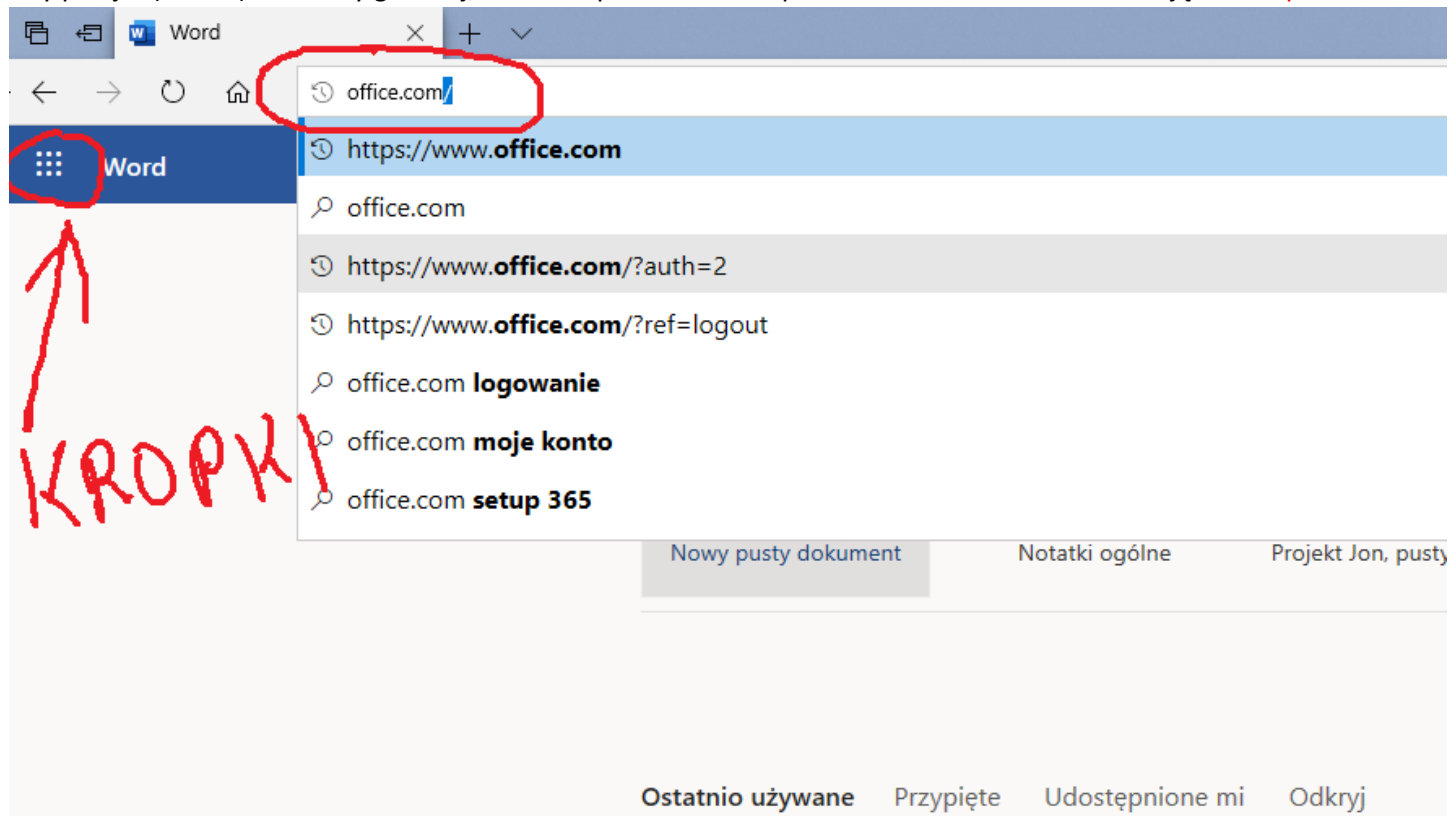 Word
office.com/
https://www.office.com
Word
office.com
https://www.office.com/?auth=2
https://www.office.com/?ref=logout
office.com logowanie
office.com moje konto
KROPKI
office.com setup 365
Nowy pusty dokument Notatki ogólne Projekt Jon, pusty
Ostatnio używane Przypięte Udostępnione mi Odkryj